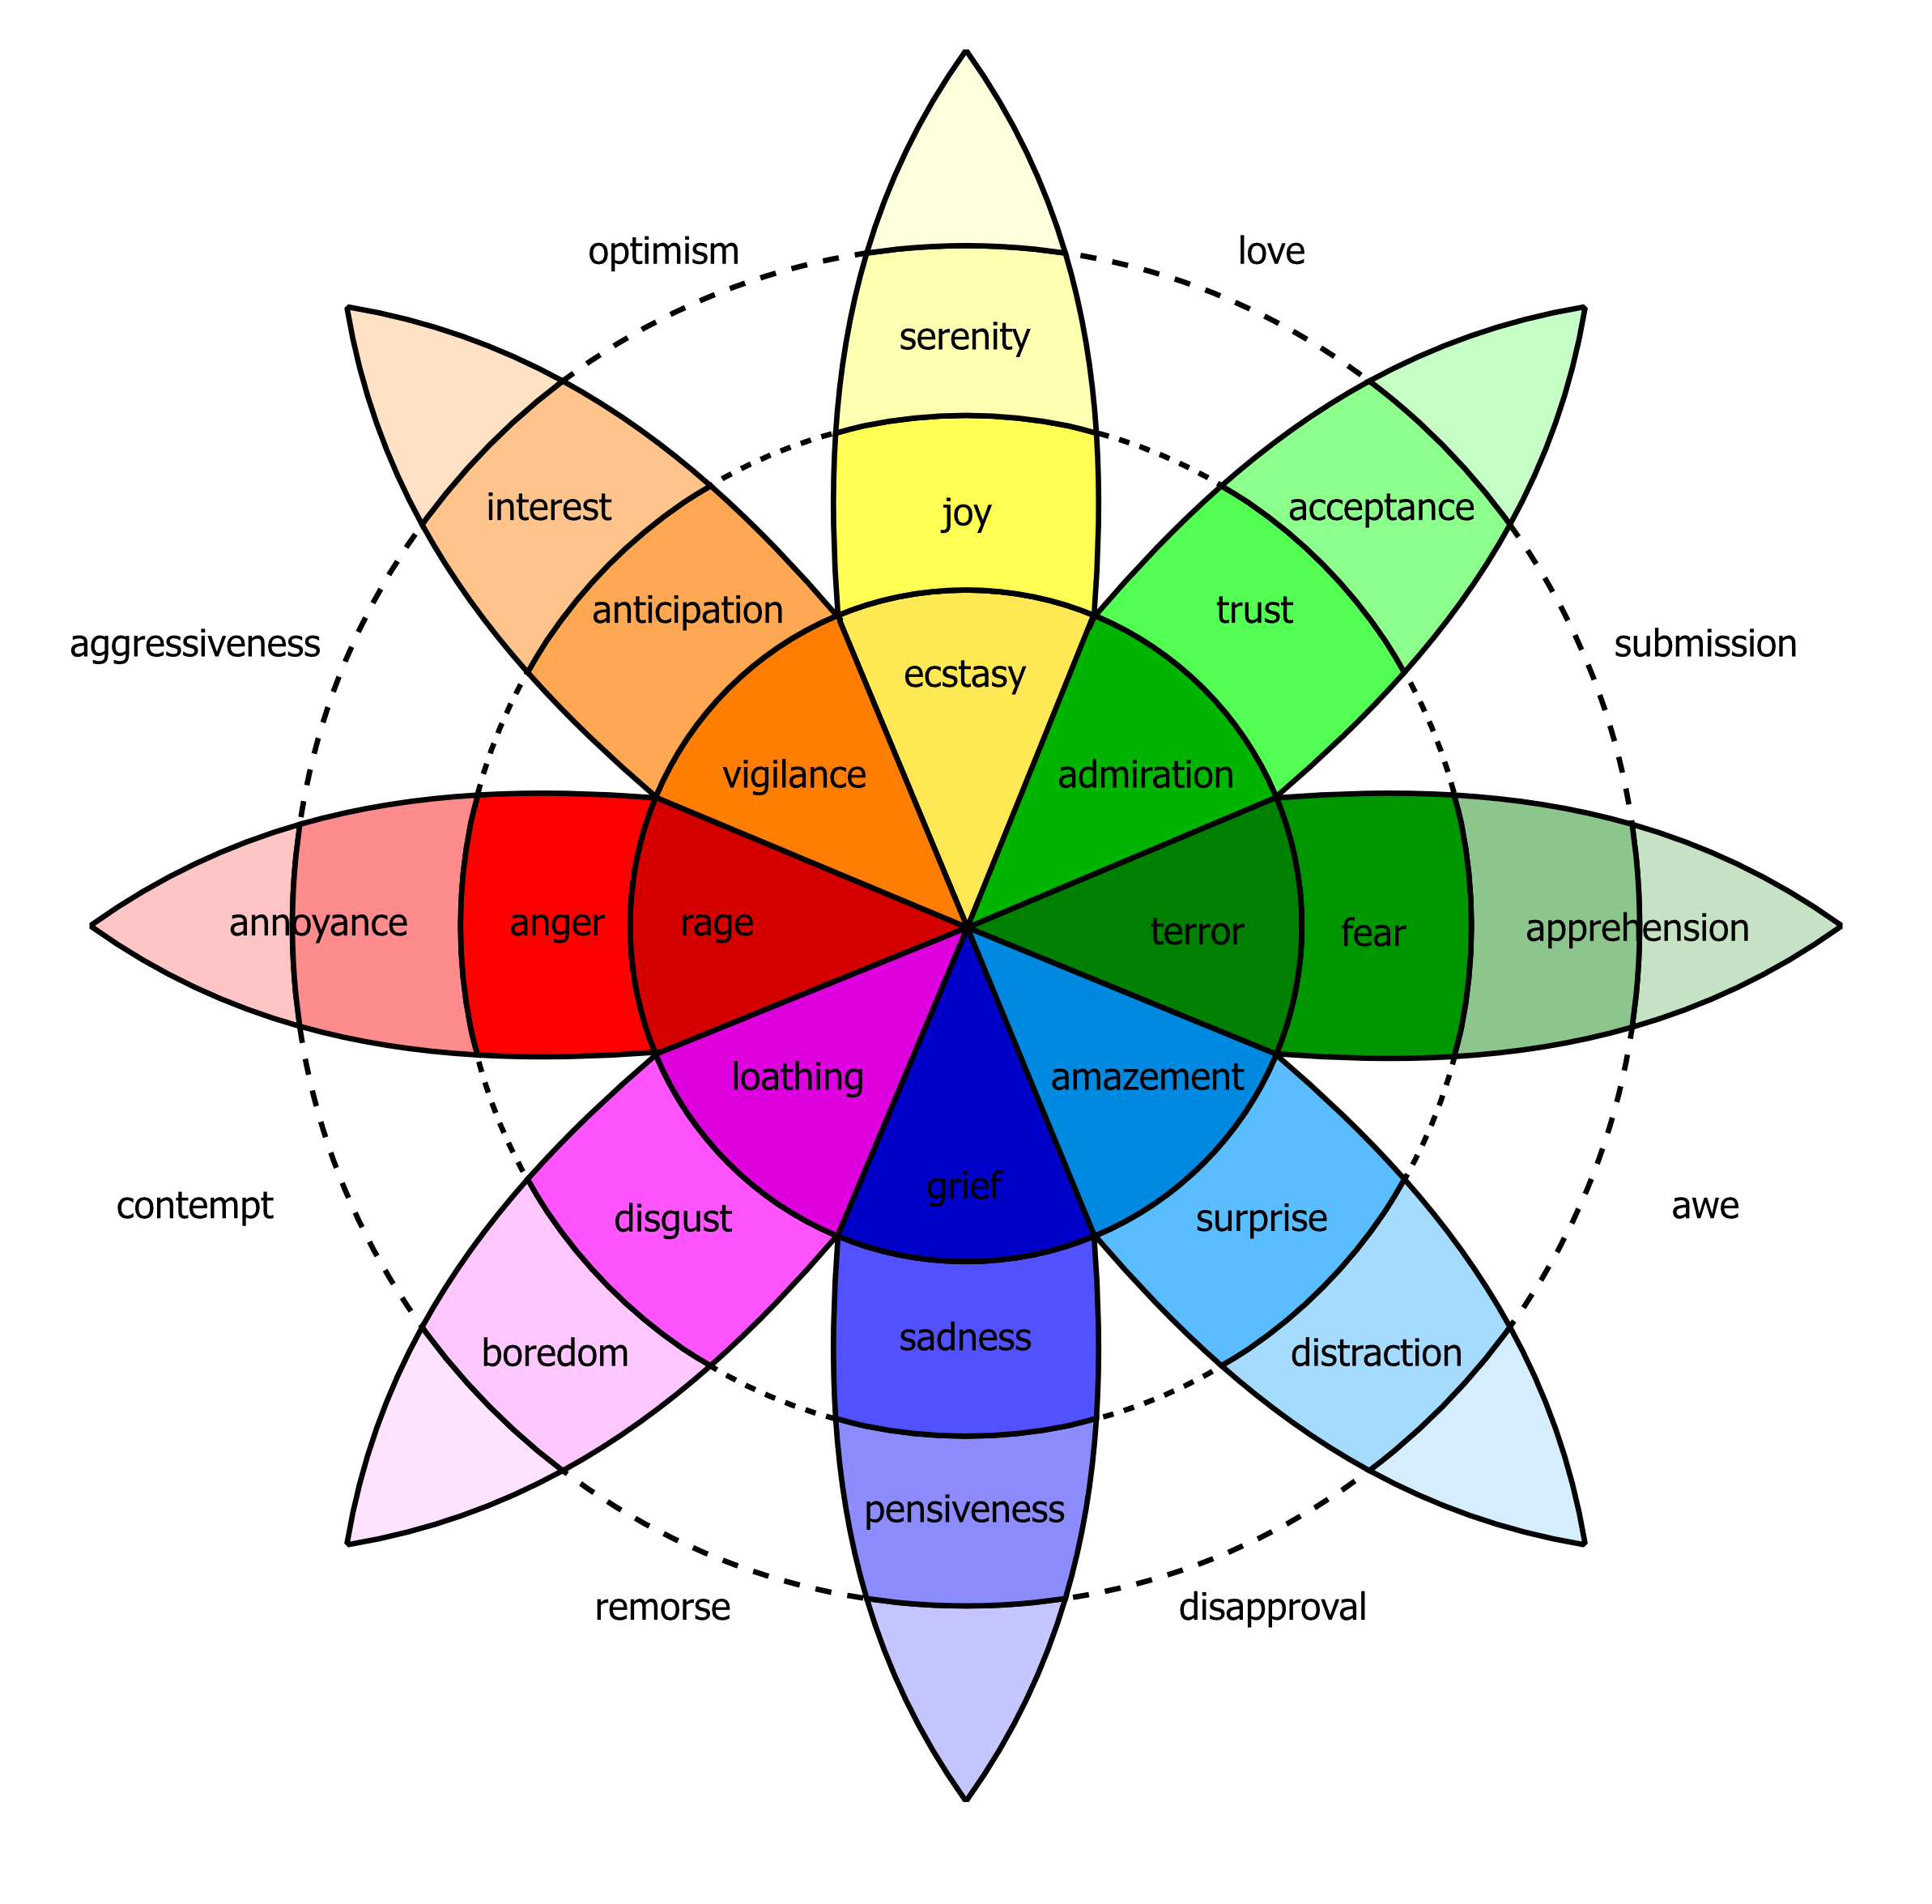 optimism
love
serenity
interest
joy
acceptance
anticipation
trust
aggressiveness
submission
ecstasy
vigilance
admiration
annoyance
anger
rage
terror
fear
apprehension
loathing
amazement
grief
contempt
awe
disgust
surprise
sadness
boredom
distraction
pensiveness
remorse
disapproval